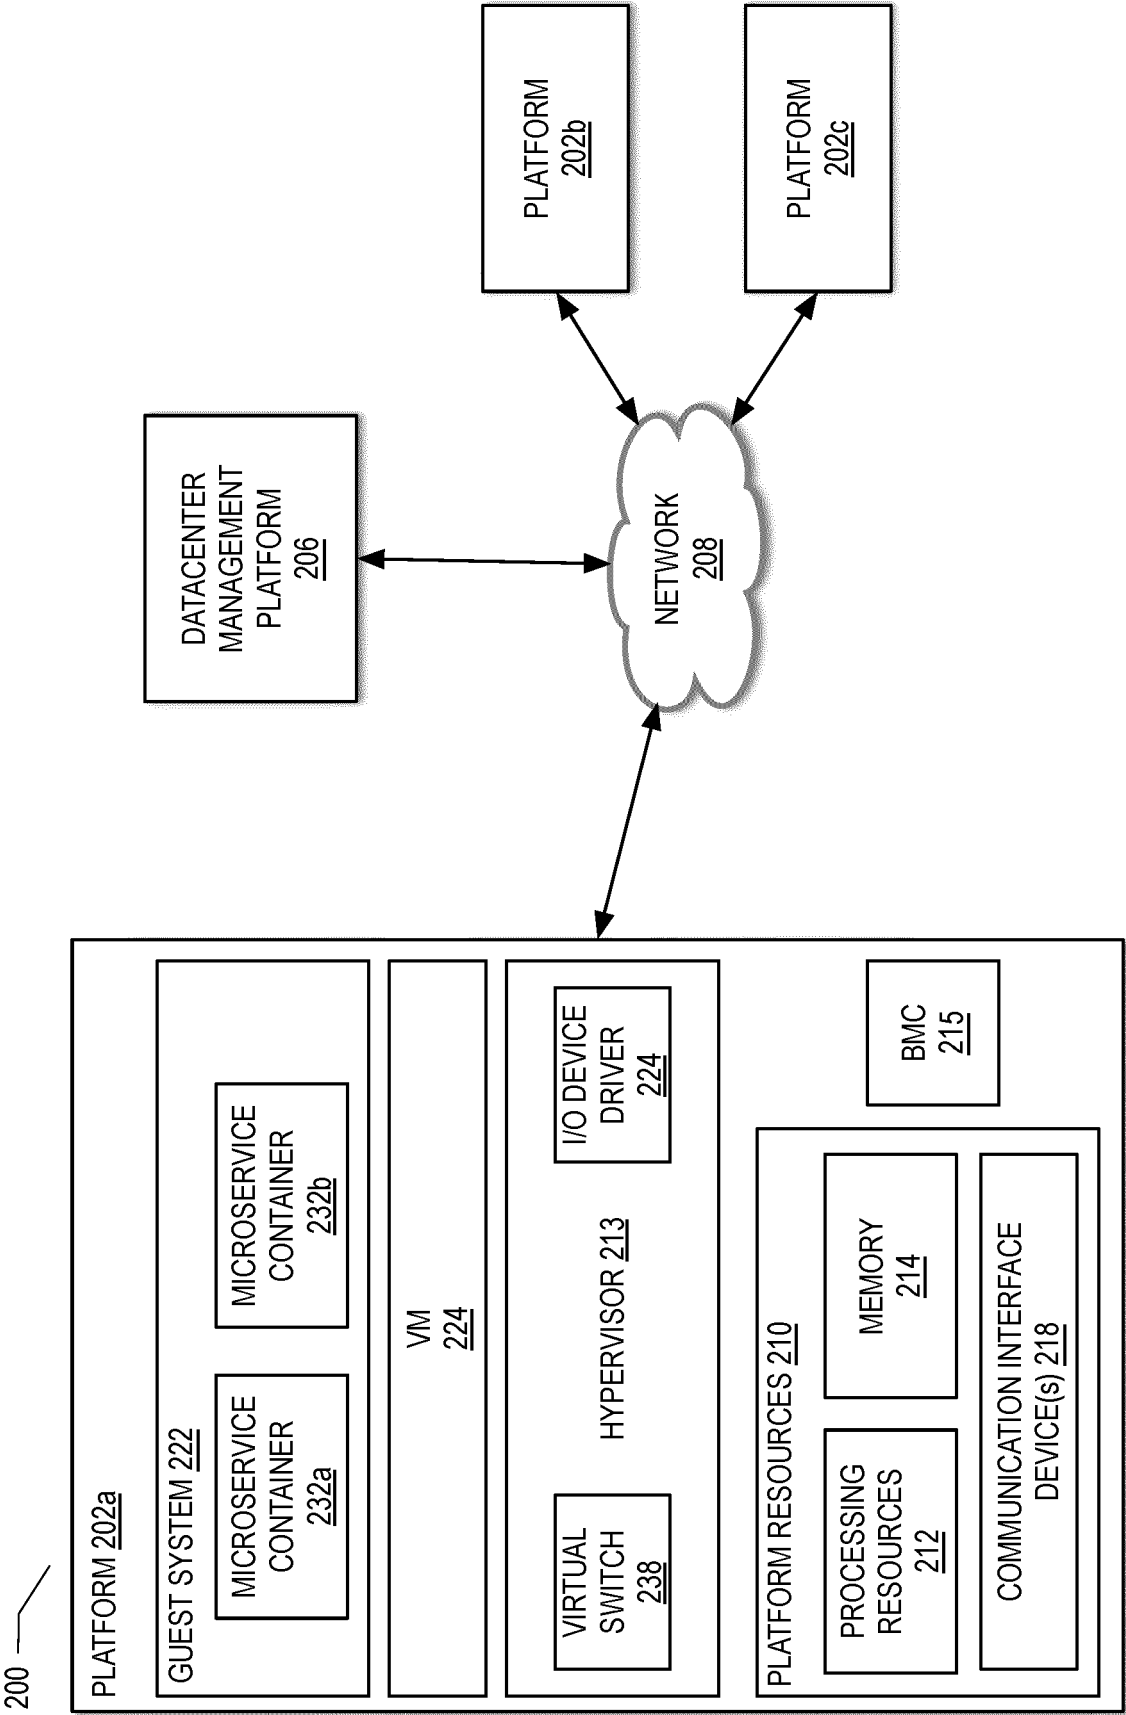 200
PLATFORM 202a
GUEST SYSTEM 222
MICROSERVICE
CONTAINER
232a
MICROSERVICE
CONTAINER
232b
VM
224
VIRTUAL
SWITCH
238
HYPERVISOR 213
I/O DEVICE
DRIVER
224
PLATFORM RESOURCES 210
PROCESSING
RESOURCES
212
MEMORY
214
COMMUNICATION INTERFACE
DEVICE(s) 218
BMC
215
DATACENTER
MANAGEMENT
PLATFORM
206
NETWORK
208
PLATFORM
202b
PLATFORM
202c